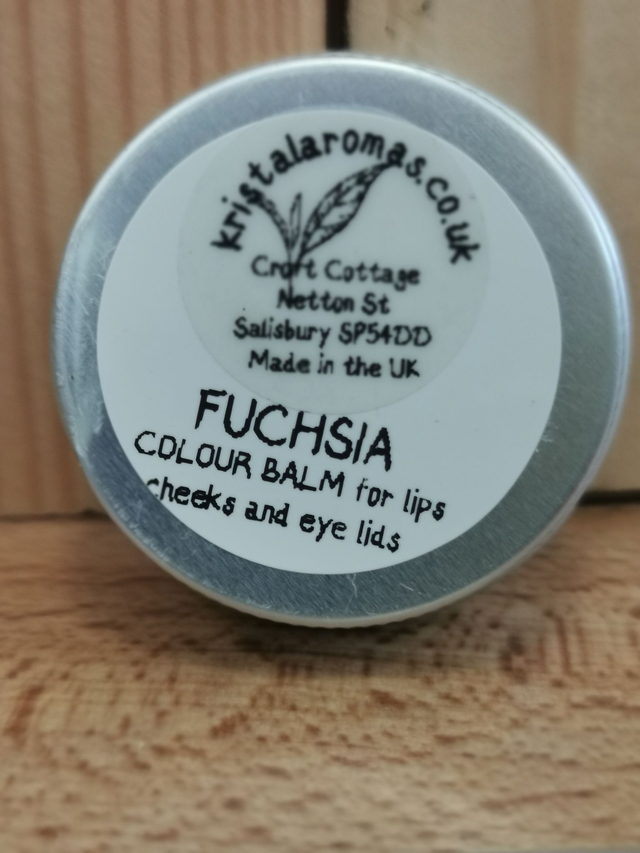 kristalaromas.co.uk
Croft Cottage
Netton St
Salisbury SP54DD
Made in the UK
FUCHSIA
COLOUR BALM for lips
cheeks and eye lids